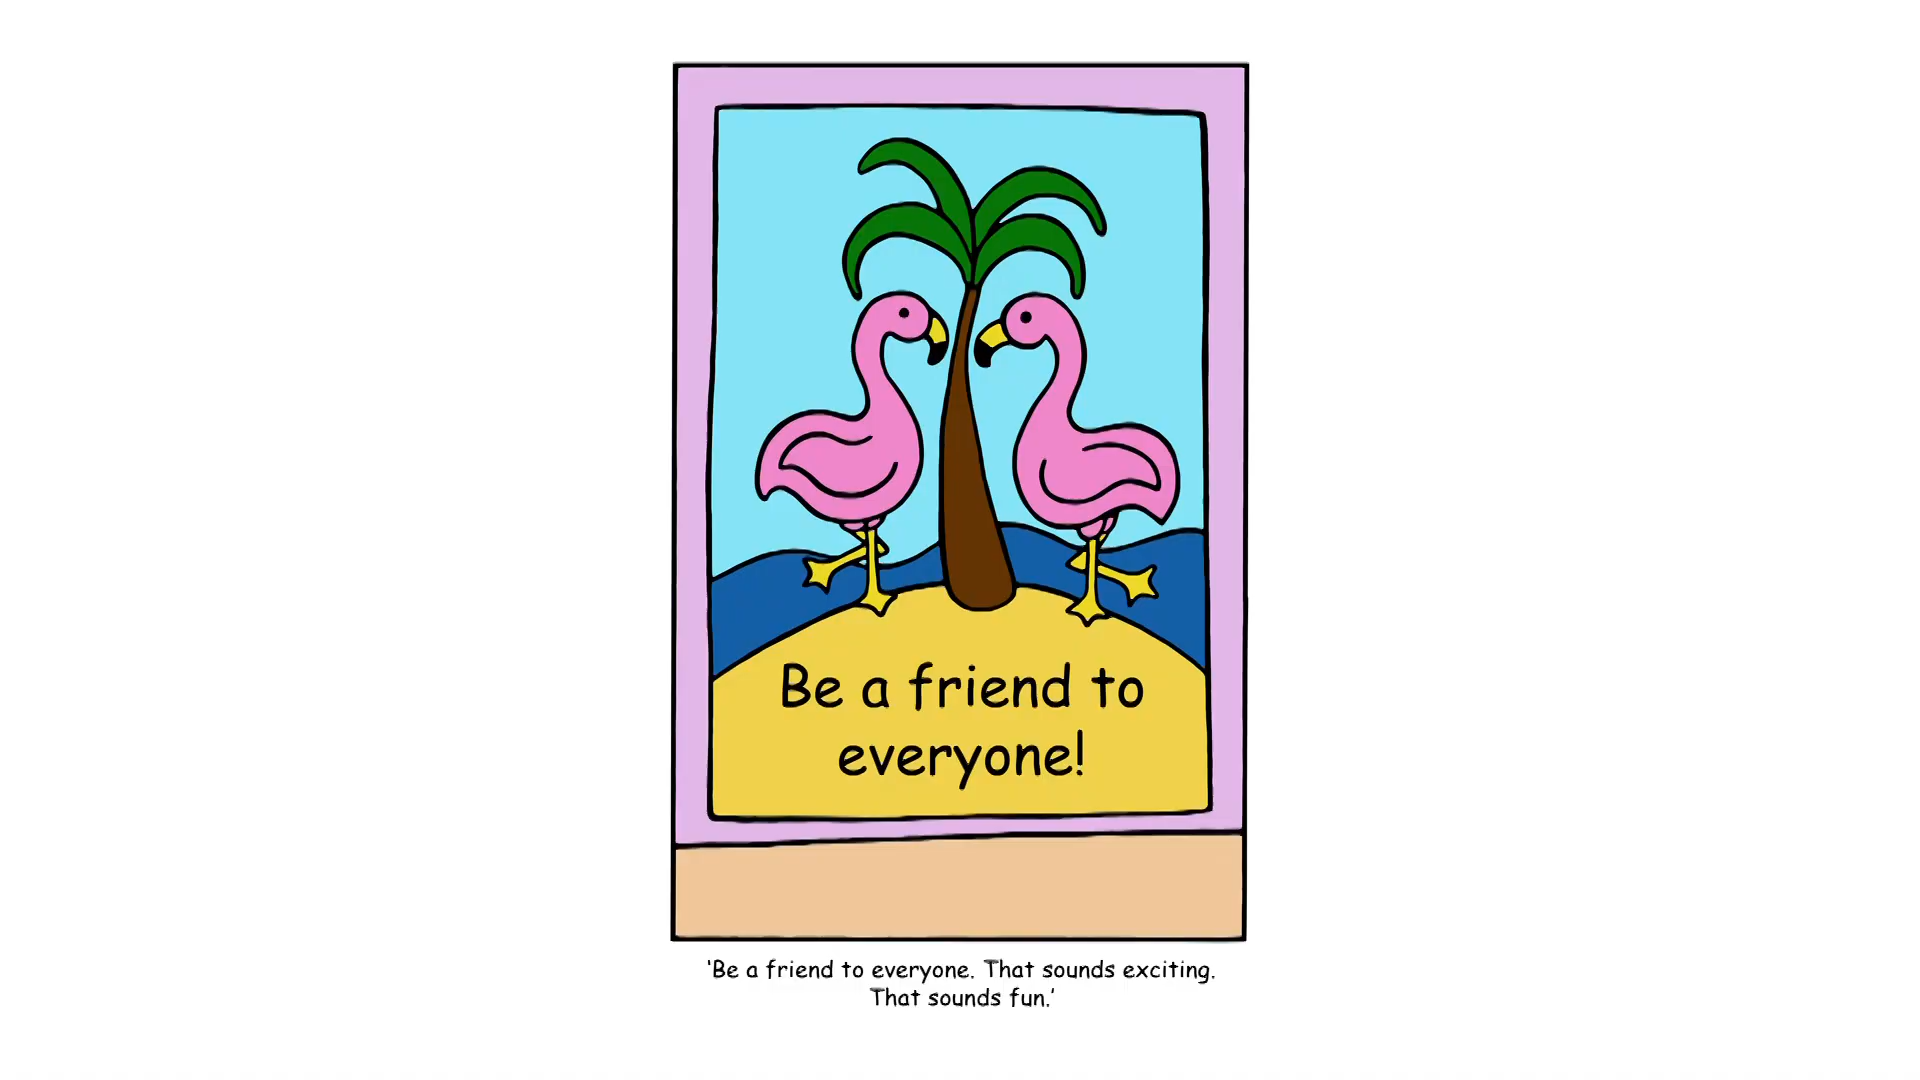 Be a friend to
everyone!
‘Be a friend to everyone. That sounds exciting.
That sounds fun.’